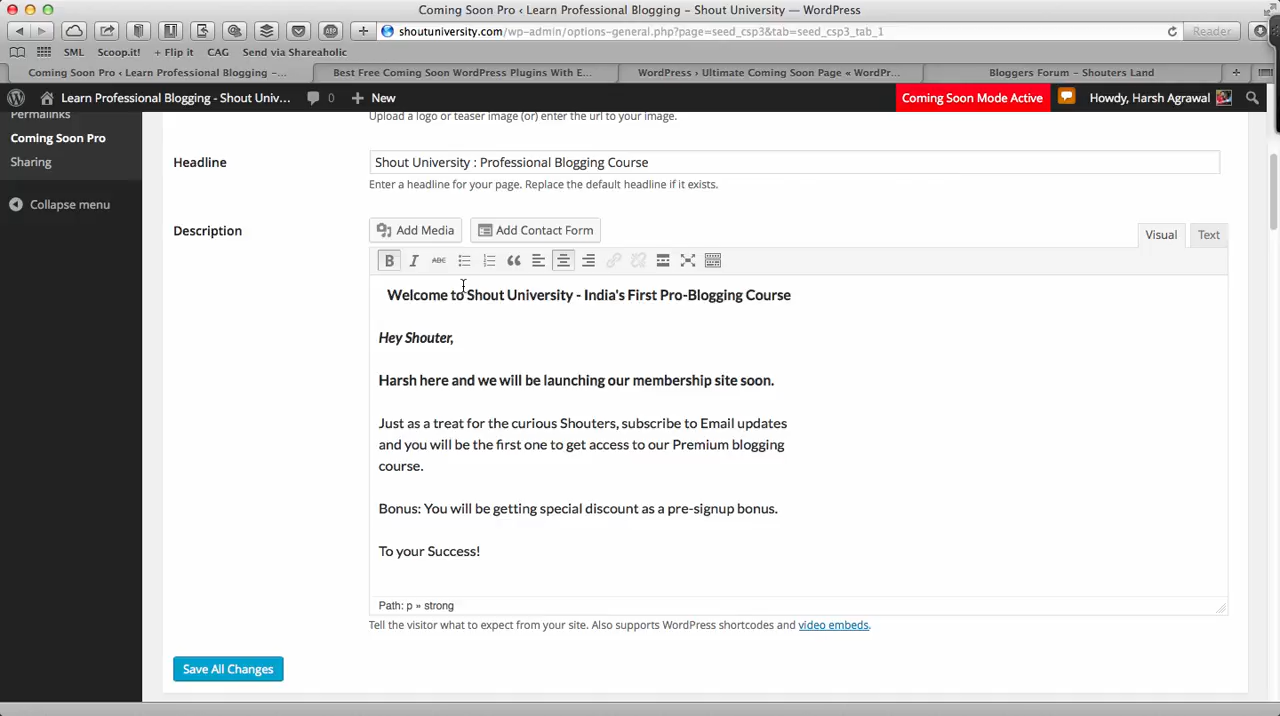 Coming Soon Pro ‹ Learn Professional Blogging – Shout University — WordPress
shoutuniversity.com/wp-admin/options-general.php?page=seed_csp3&tab=seed_csp3_tab_1
Reader
SML Scoop.it! + Flip it CAG Send via Shareaholic
Coming Soon Pro ‹ Learn Professional Blogging –... Best Free Coming Soon WordPress Plugins With E... WordPress › Ultimate Coming Soon Page « WordPr... Bloggers Forum – Shouters Land
Learn Professional Blogging - Shout Univ... 0 + New Coming Soon Mode Active Howdy, Harsh Agrawal
Permalinks
Coming Soon Pro
Sharing
Collapse menu
Upload a logo or teaser image (or) enter the url to your image.
Headline
Shout University : Professional Blogging Course
Enter a headline for your page. Replace the default headline if it exists.
Description
Add Media Add Contact Form
Visual Text
B I ABC
Welcome to Shout University - India's First Pro-Blogging Course
Hey Shouter,
Harsh here and we will be launching our membership site soon.
Just as a treat for the curious Shouters, subscribe to Email updates
and you will be the first one to get access to our Premium blogging
course.
Bonus: You will be getting special discount as a pre-signup bonus.
To your Success!
Path: p » strong
Tell the visitor what to expect from your site. Also supports WordPress shortcodes and video embeds.
Save All Changes